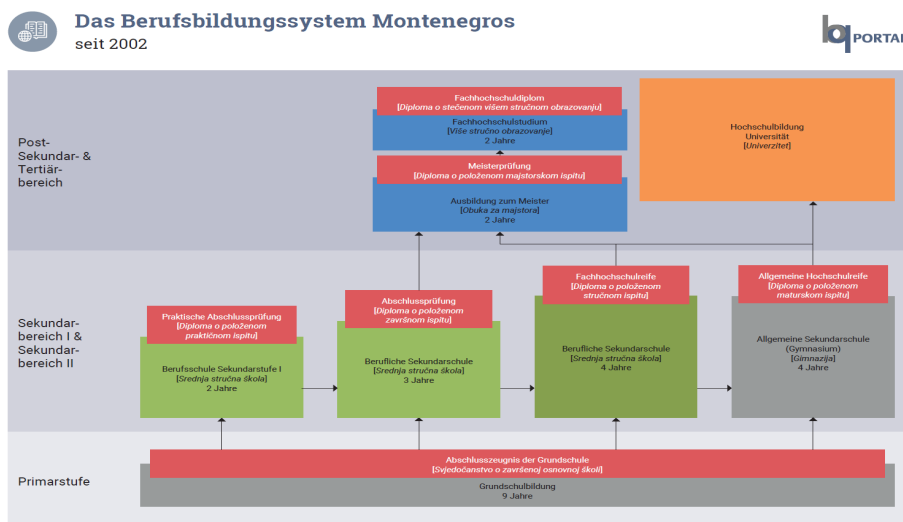 Das Berufsbildungssystem Montenegros
seit 2002
bq PORTAL
Post-
Sekundar- &
Tertiär-
bereich
Fachhochschuldiplom
[Diploma o stečenom višem stručnom obrazovanju]
Fachhochschulstudium
[Više stručno obrazovanje]
2 Jahre
Meisterprüfung
[Diploma o položenom majstorskom ispitu]
Ausbildung zum Meister
[Obuka za majstora]
2 Jahre
Hochschulbildung
Universität
[Univerzitet]
Sekundar-
bereich I &
Sekundar-
bereich II
Praktische Abschlussprüfung
[Diploma o položenom
praktičnom ispitu]
Berufsschule Sekundarstufe I
[Srednja stručna škola]
2 Jahre
Abschlussprüfung
[Diploma o položenom
završnom ispitu]
Berufliche Sekundarschule
[Srednja stručna škola]
3 Jahre
Fachhochschulreife
[Diploma o položenom
stručnom ispitu]
Berufliche Sekundarschule
[Srednja stručna škola]
4 Jahre
Allgemeine Hochschulreife
[Diploma o položenom
maturskom ispitu]
Allgemeine Sekundarschule
(Gymnasium)
[Gimnazija]
4 Jahre
Primarstufe
Abschlusszeugnis der Grundschule
[Svjedočanstvo o završenoj osnovnoj školi]
Grundschulbildung
9 Jahre